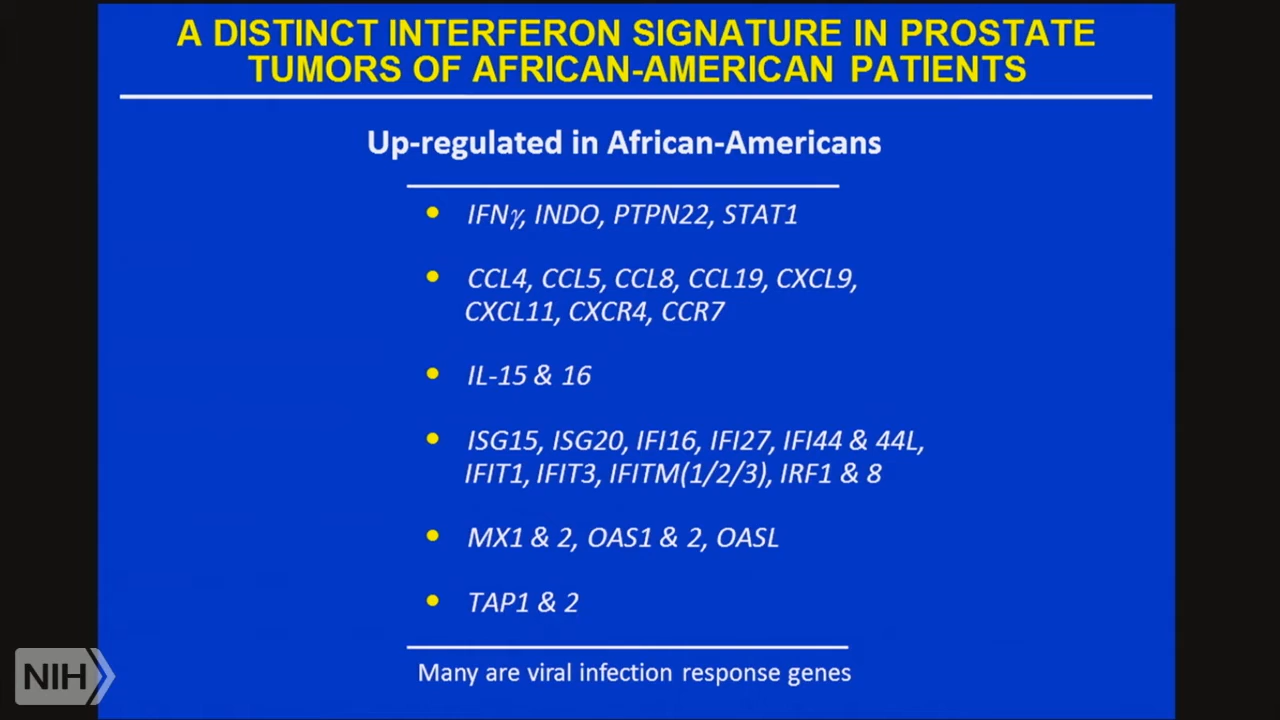 A DISTINCT INTERFERON SIGNATURE IN PROSTATE
TUMORS OF AFRICAN-AMERICAN PATIENTS
Up-regulated in African-Americans
• IFNγ, INDO, PTPN22, STAT1
• CCL4, CCL5, CCL8, CCL19, CXCL9,
CXCL11, CXCR4, CCR7
• IL-15 & 16
• ISG15, ISG20, IFI16, IFI27, IFI44 & 44L,
IFIT1, IFIT3, IFITM(1/2/3), IRF1 & 8
• MX1 & 2, OAS1 & 2, OASL
• TAP1 & 2
Many are viral infection response genes
NIH